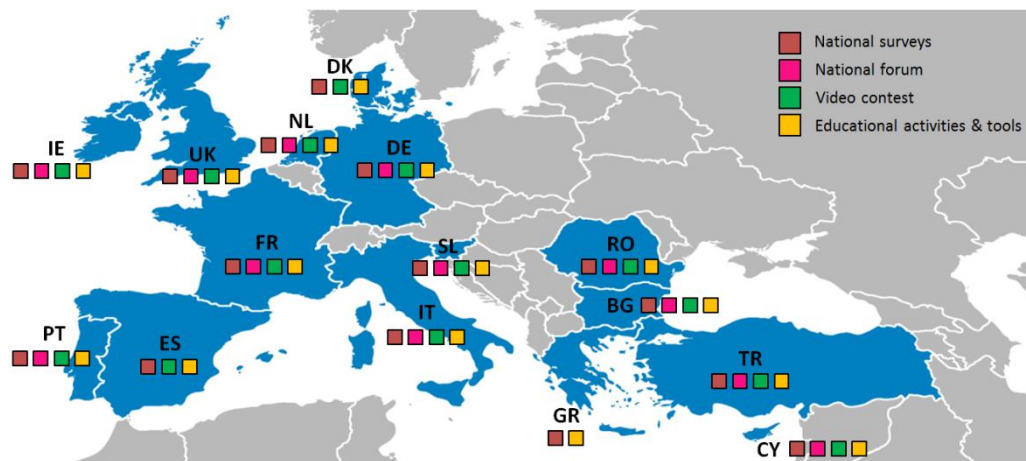 National surveys
National forum
Video contest
Educational activities & tools
DK
NL
IE
UK
DE
FR
SL
RO
BG
PT
ES
IT
TR
GR
CY